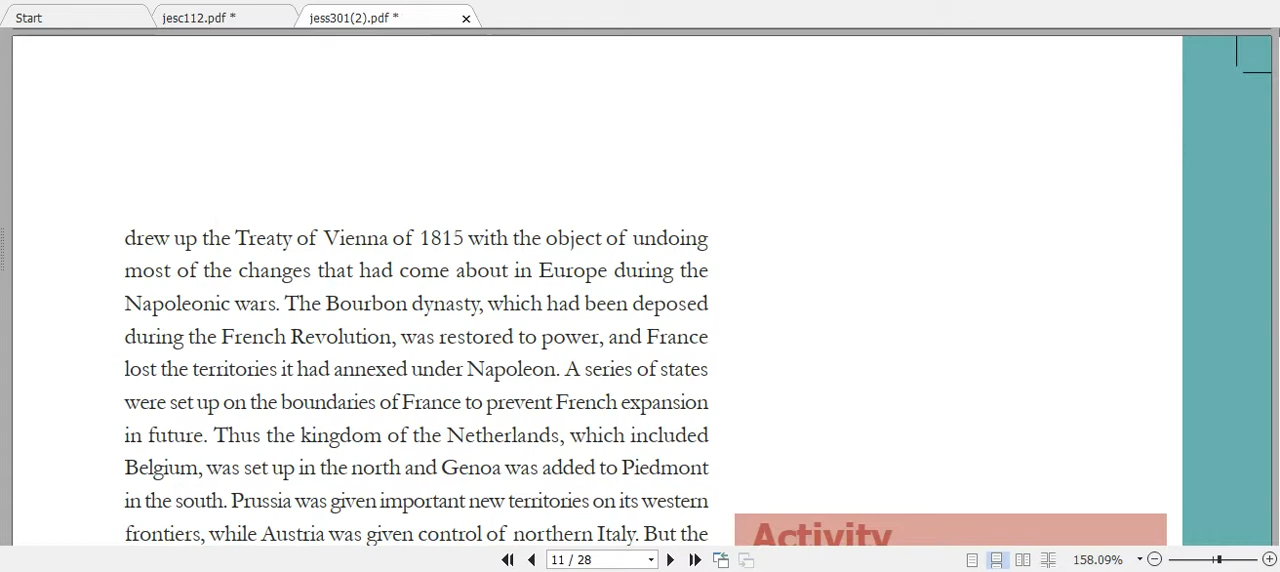 Start
jesc112.pdf *
jess301(2).pdf *
drew up the Treaty of Vienna of 1815 with the object of undoing
most of the changes that had come about in Europe during the
Napoleonic wars. The Bourbon dynasty, which had been deposed
during the French Revolution, was restored to power, and France
lost the territories it had annexed under Napoleon. A series of states
were set up on the boundaries of France to prevent French expansion
in future. Thus the kingdom of the Netherlands, which included
Belgium, was set up in the north and Genoa was added to Piedmont
in the south. Prussia was given important new territories on its western
frontiers, while Austria was given control of northern Italy. But the
Activity
11 / 28
158.09%